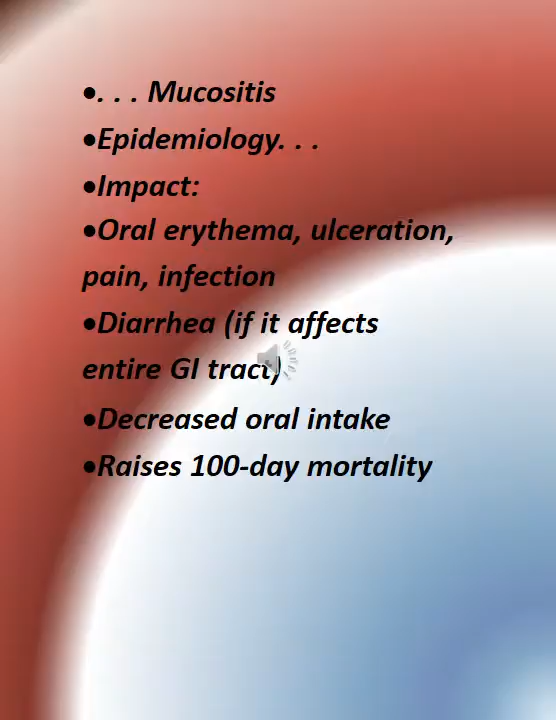 •. . . Mucositis
•Epidemiology. . .
•Impact:
•Oral erythema, ulceration,
pain, infection
•Diarrhea (if it affects
entire GI tract)
•Decreased oral intake
•Raises 100-day mortality